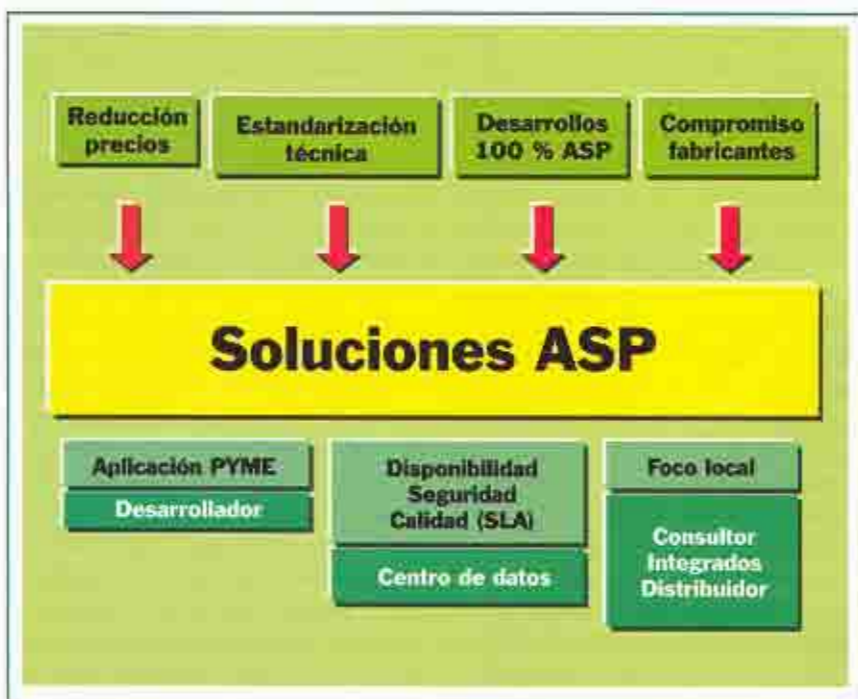 Reducción
precios
Estandarización
técnica
Desarrollos
100 % ASP
Compromiso
fabricantes
Soluciones ASP
Aplicación PYME
Desarrollador
Disponibilidad
Seguridad
Calidad (SLA)
Centro de datos
Foco local
Consultor
Integrados
Distribuidor